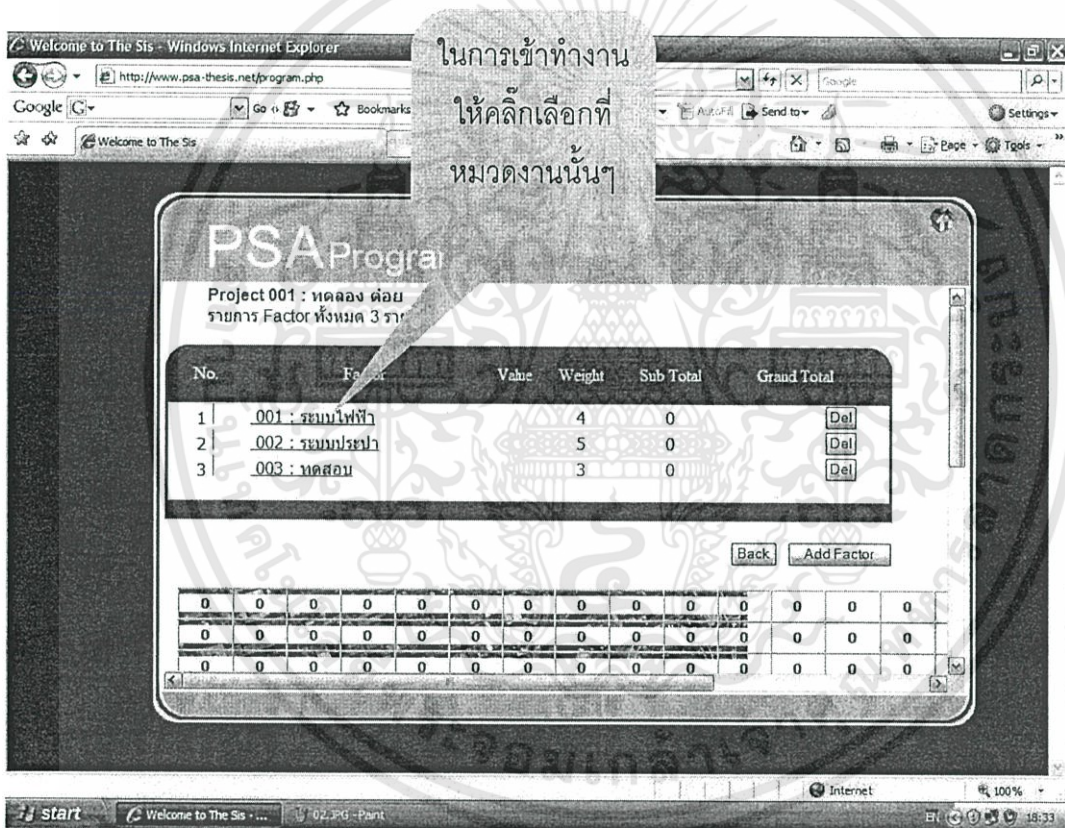 Welcome to The Sis - Windows Internet Explorer
ในการเข้าทำงาน
ให้คลิ๊กเลือกที่
หมวดงานนั้นๆ
http://www.psa-thesis.net/program.php
Google
Google
Go
Bookmarks
AutoFill
Send to
Settings
Welcome to The Sis
Page
Tools
PSA Program
Project 001 : ทดลอง ต่อย
รายการ Factor ทั้งหมด 3
No. Factor Value Weight Sub Total Grand Total
1 001 : ระบบไฟฟ้า 4 0 Del
2 002 : ระบบประปา 5 0 Del
3 003 : ทดสอบ 3 0 Del
Back Add Factor
0 0 0 0 0 0 0 0 0 0 0 0 0 0
0 0 0 0 0 0 0 0 0 0 0 0 0 0
0 0 0 0 0 0 0 0 0 0 0 0 0 0
Internet 100%
start Welcome to The Sis - ... 02.JPG - Paint EN 18:33